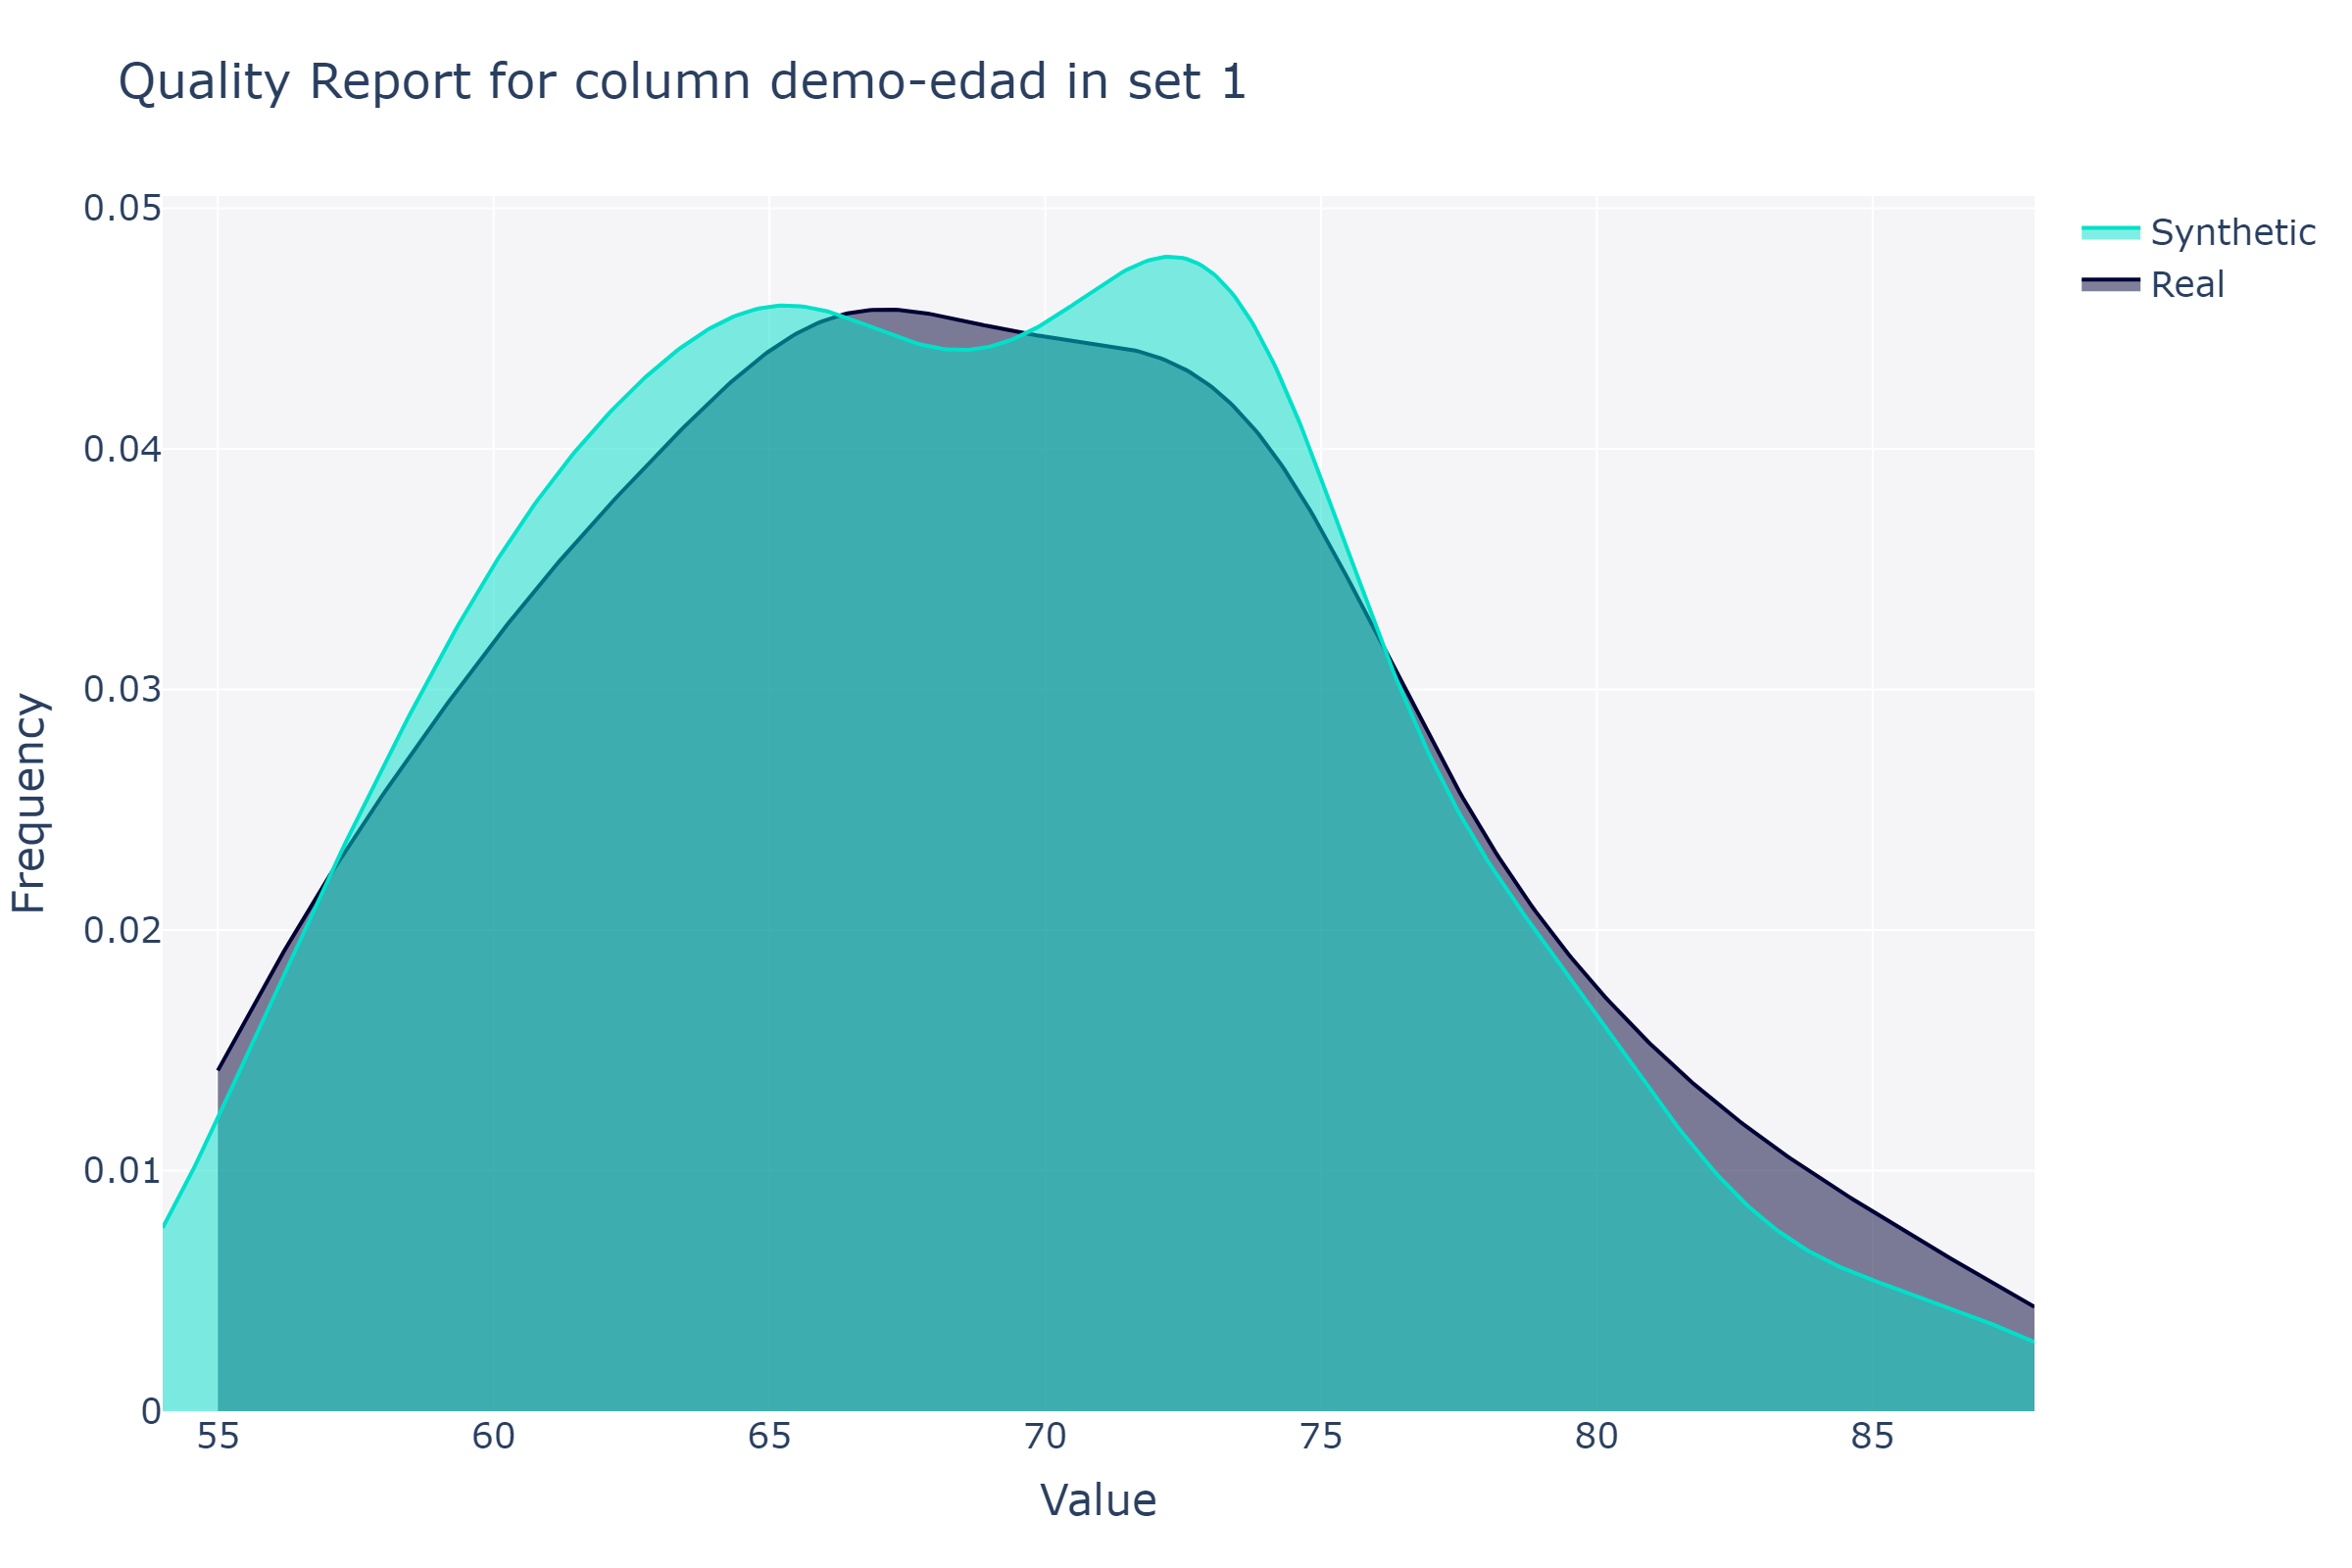 Quality Report for column demo-edad in set 1
Synthetic
Real
Frequency
0.05
0.04
0.03
0.02
0.01
0
55 60 65 70 75 80 85
Value